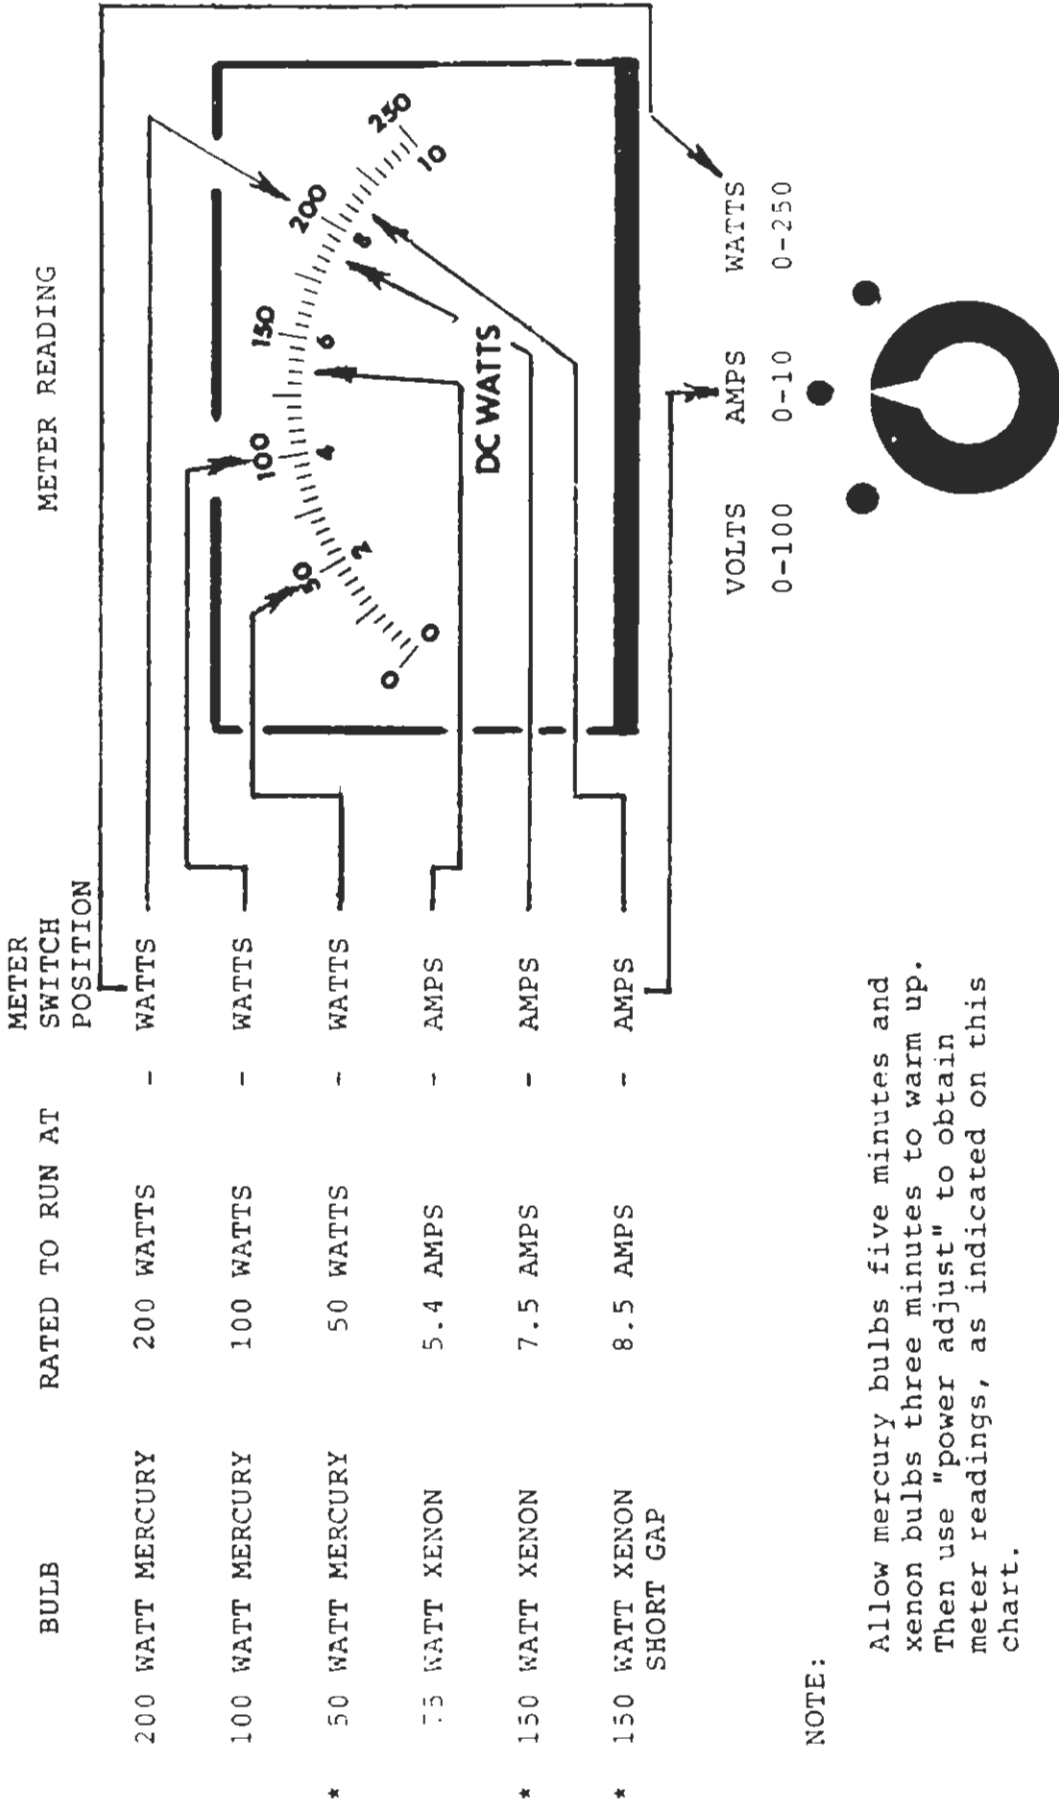 METER
SWITCH
BULB RATED TO RUN AT POSITION METER READING
200 WATT MERCURY 200 WATTS - WATTS
100 WATT MERCURY 100 WATTS - WATTS
* 50 WATT MERCURY 50 WATTS - WATTS
WATT XENON 5.4 AMPS - AMPS
* 150 WATT XENON 7.5 AMPS - AMPS
* 150 WATT XENON 8.5 AMPS - AMPS
SHORT GAP
0 50 100 150 200 250
0 2 4 6 8 10
DC WATTS
VOLTS AMPS WATTS
0-100 0-10 0-250
NOTE:
Allow mercury bulbs five minutes and
xenon bulbs three minutes to warm up.
Then use "power adjust" to obtain
meter readings, as indicated on this
chart.